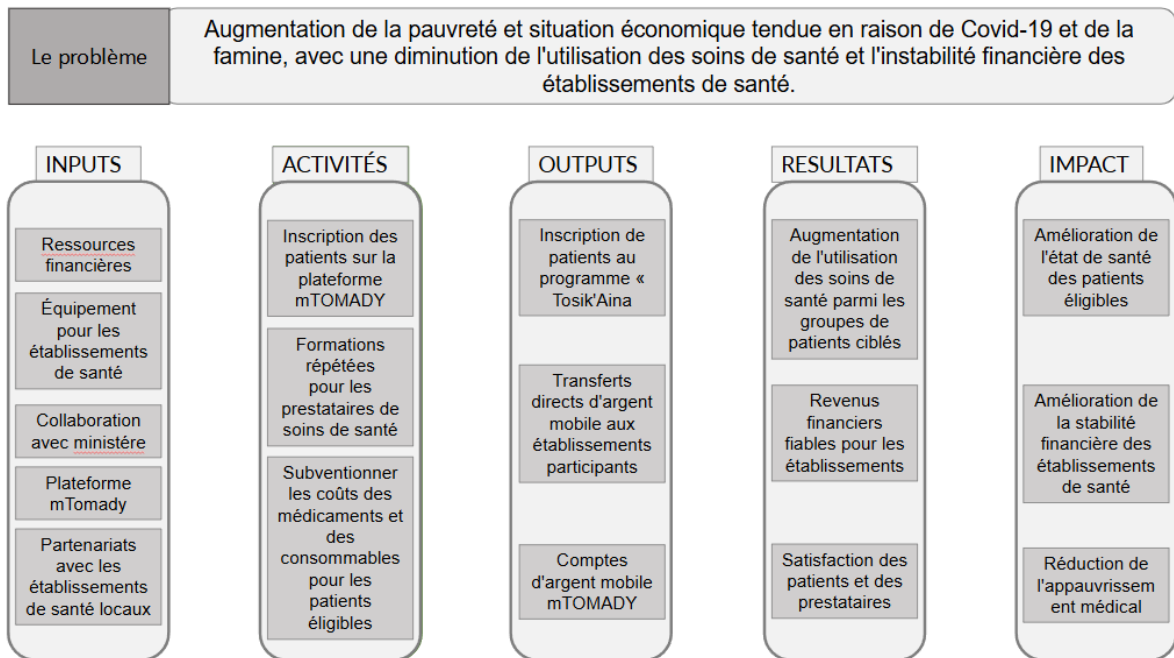 Le problème
Augmentation de la pauvreté et situation économique tendue en raison de Covid-19 et de la
famine, avec une diminution de l'utilisation des soins de santé et l'instabilité financière des
établissements de santé.
INPUTS
Ressources
financières
Équipement
pour les
établissements
de santé
Collaboration
avec ministére
Plateforme
mTomady
Partenariats
avec les
établissements
de santé locaux
ACTIVITÉS
Inscription des
patients sur la
plateforme
mTOMADY
Formations
répétées
pour les
prestataires de
soins de santé
Subventionner
les coûts des
médicaments et
des
consommables
pour les
patients
éligibles
OUTPUTS
Inscription de
patients au
programme «
Tosik'Aina
Transferts
directs d'argent
mobile aux
établissements
participants
Comptes
d'argent mobile
mTOMADY
RESULTATS
Augmentation
de l'utilisation
des soins de
santé parmi les
groupes de
patients ciblés
Revenus
financiers
fiables pour les
établissements
Satisfaction des
patients et des
prestataires
IMPACT
Amélioration de
l'état de santé
des patients
éligibles
Amélioration de
la stabilité
financière des
établissements
de santé
Réduction de
l'appauvrissem
ent médical